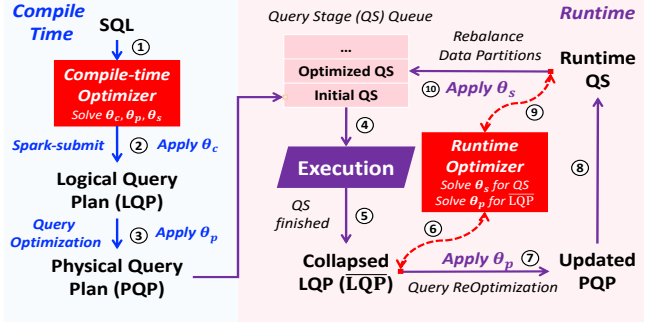 Compile
Time
SQL
①
Compile-time
Optimizer
Solve θc, θp, θs
Spark-submit
②
Apply θc
Logical Query
Plan (LQP)
Query
Optimization
③
Apply θp
Physical Query
Plan (PQP)
Query Stage (QS) Queue
Runtime
...
Optimized QS
Initial QS
④
Execution
QS
finished
⑤
Collapsed
LQP (L̅Q̅P̅)
Rebalance
Data Partitions
⑩
Apply θs
Runtime
QS
⑨
Runtime
Optimizer
Solve θs for QS
Solve θp for L̅Q̅P̅
⑥
Apply θp
⑦
Query ReOptimization
⑧
Updated
PQP